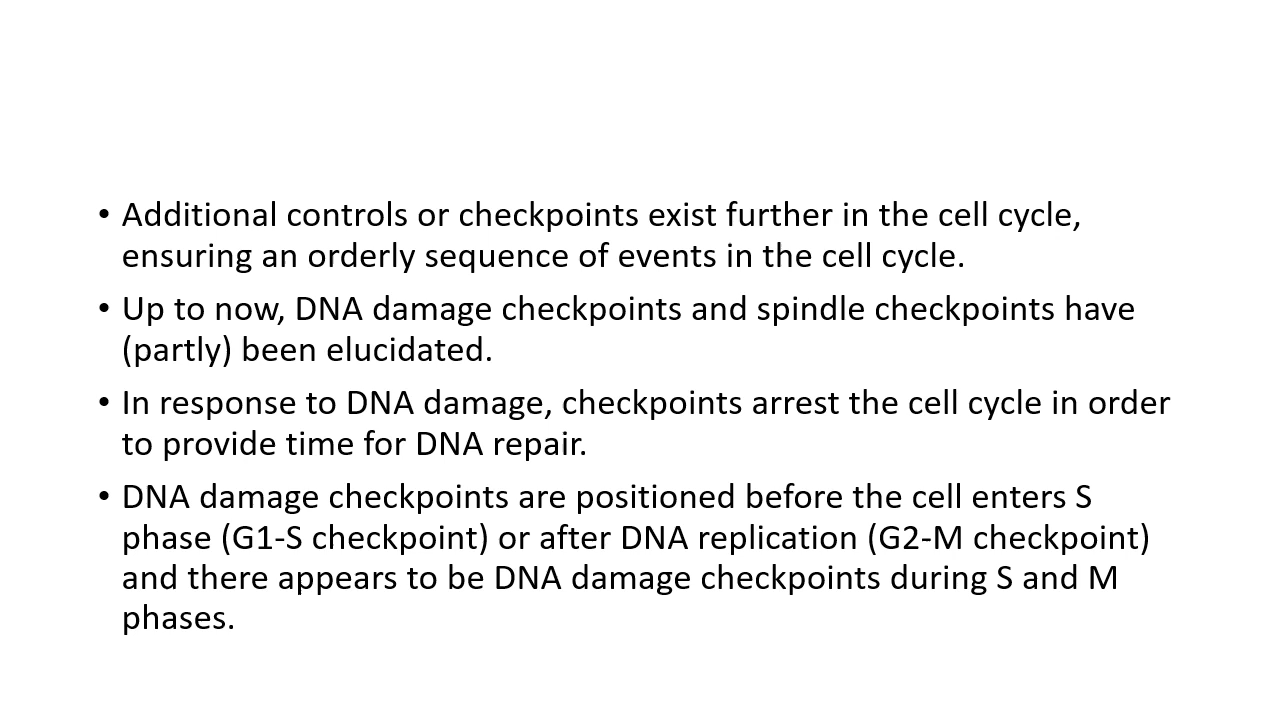 • Additional controls or checkpoints exist further in the cell cycle,
ensuring an orderly sequence of events in the cell cycle.
• Up to now, DNA damage checkpoints and spindle checkpoints have
(partly) been elucidated.
• In response to DNA damage, checkpoints arrest the cell cycle in order
to provide time for DNA repair.
• DNA damage checkpoints are positioned before the cell enters S
phase (G1-S checkpoint) or after DNA replication (G2-M checkpoint)
and there appears to be DNA damage checkpoints during S and M
phases.